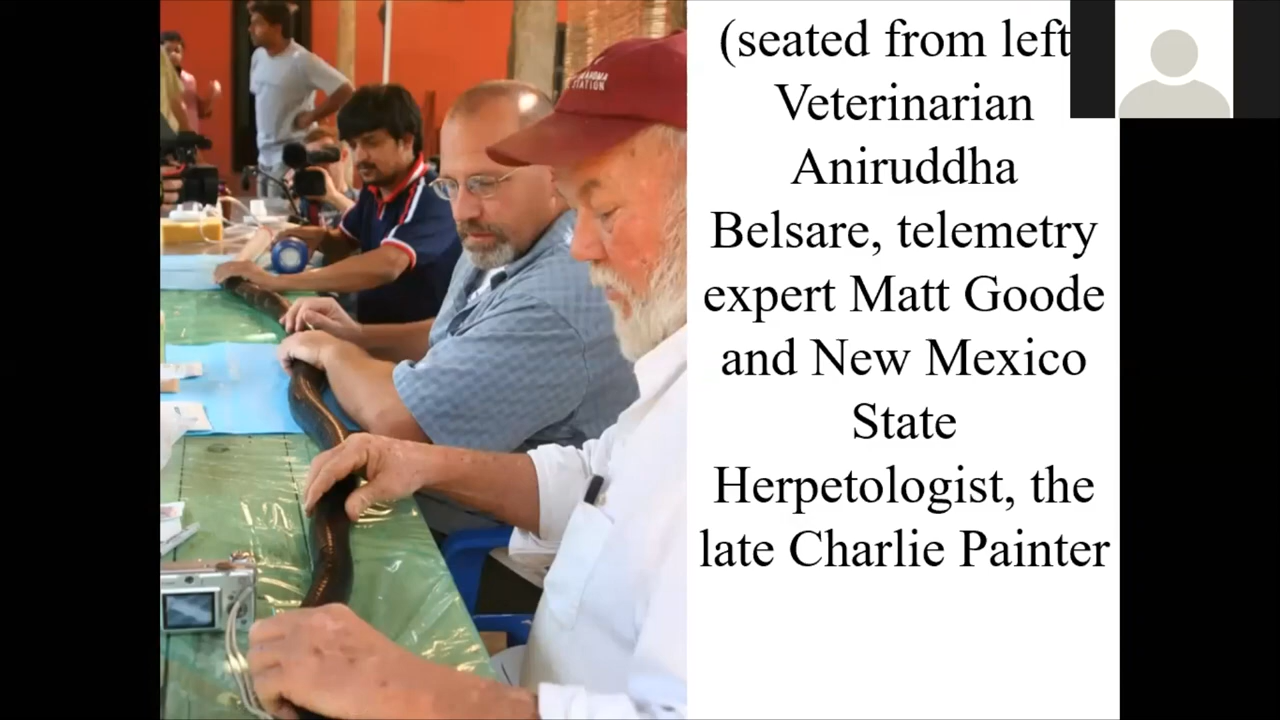 (seated from left
Veterinarian
Aniruddha
Belsare, telemetry
expert Matt Goode
and New Mexico
State
Herpetologist, the
late Charlie Painter
STATION